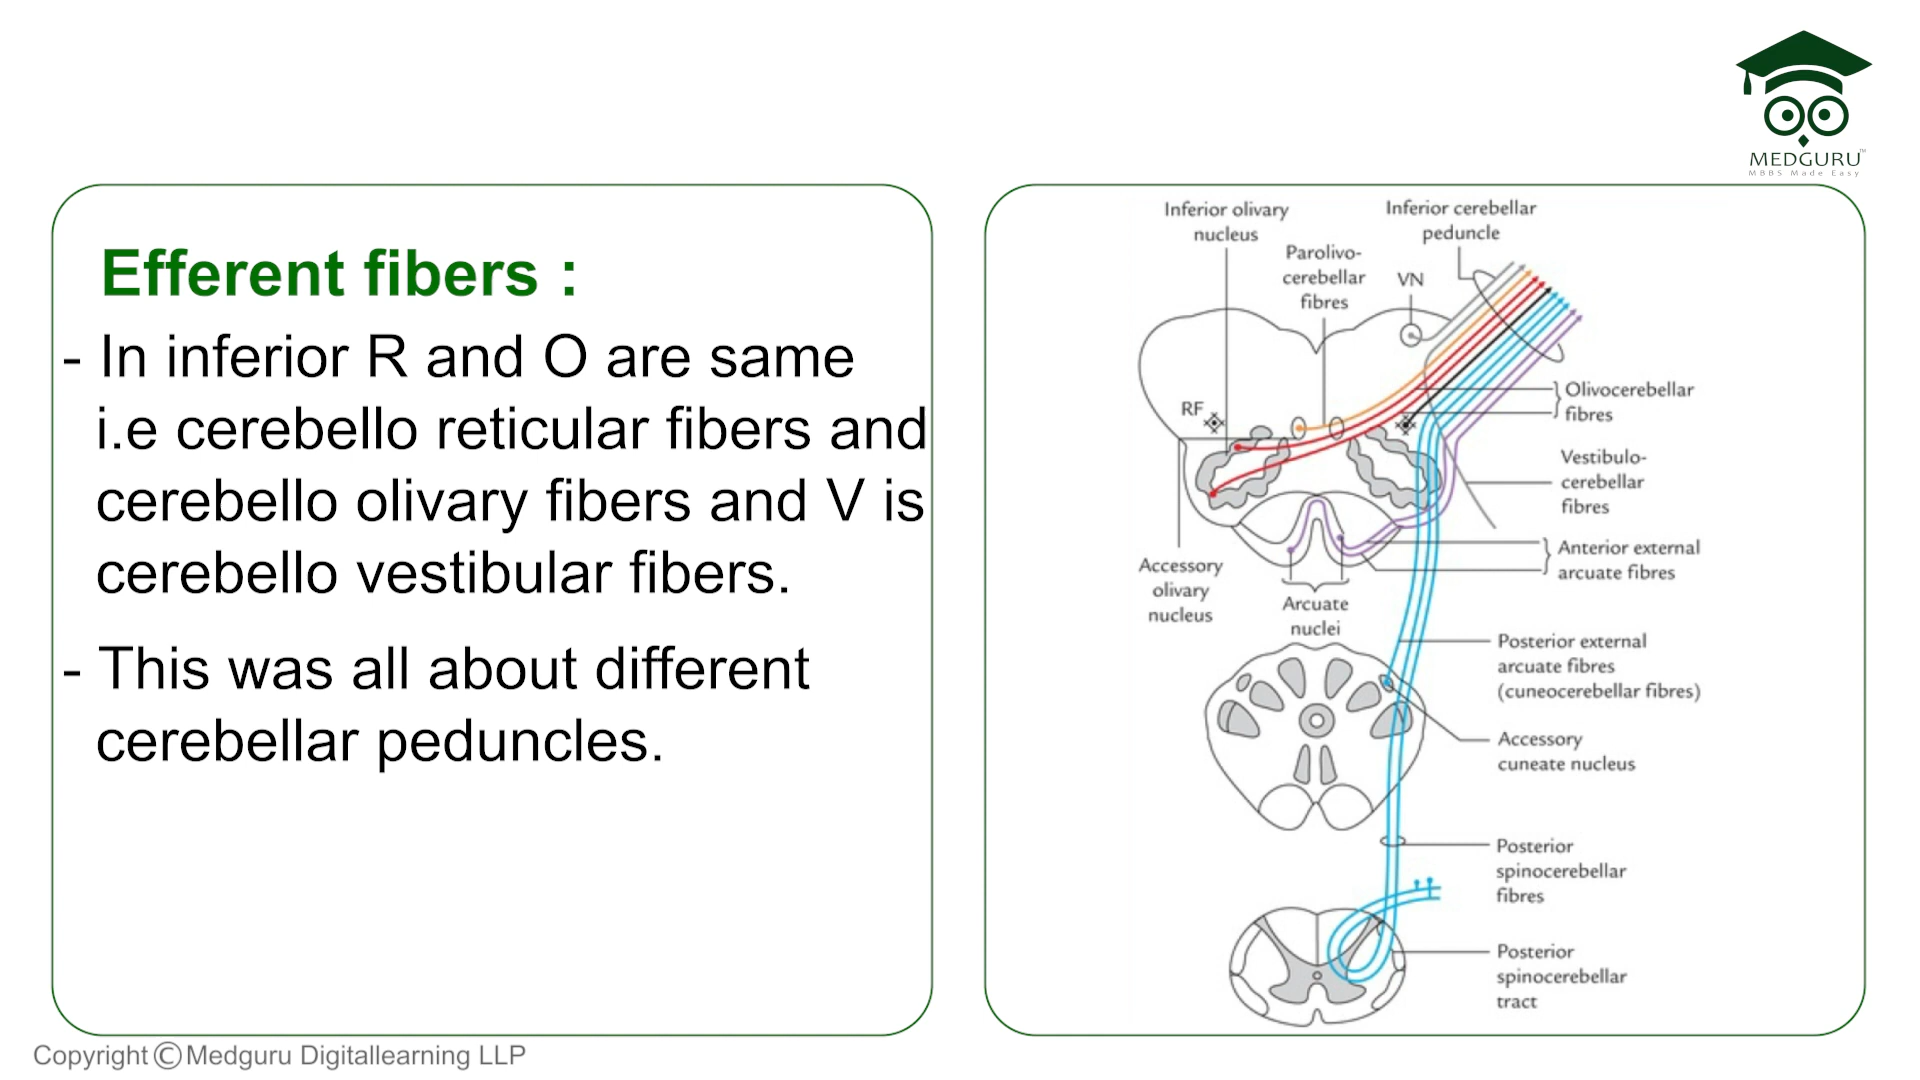 MEDGURU™
MBBS Made Easy
Efferent fibers :
- In inferior R and O are same
i.e cerebello reticular fibers and
cerebello olivary fibers and V is
cerebello vestibular fibers.
- This was all about different
cerebellar peduncles.
Inferior olivary
nucleus
Parolivo-
cerebellar
fibres
VN
Inferior cerebellar
peduncle
RF
Olivocerebellar
fibres
Vestibulo-
cerebellar
fibres
Anterior external
arcuate fibres
Accessory
olivary
nucleus
Arcuate
nuclei
Posterior external
arcuate fibres
(cuneocerebellar fibres)
Accessory
cuneate nucleus
Posterior
spinocerebellar
fibres
Posterior
spinocerebellar
tract
Copyright © Medguru Digitallearning LLP